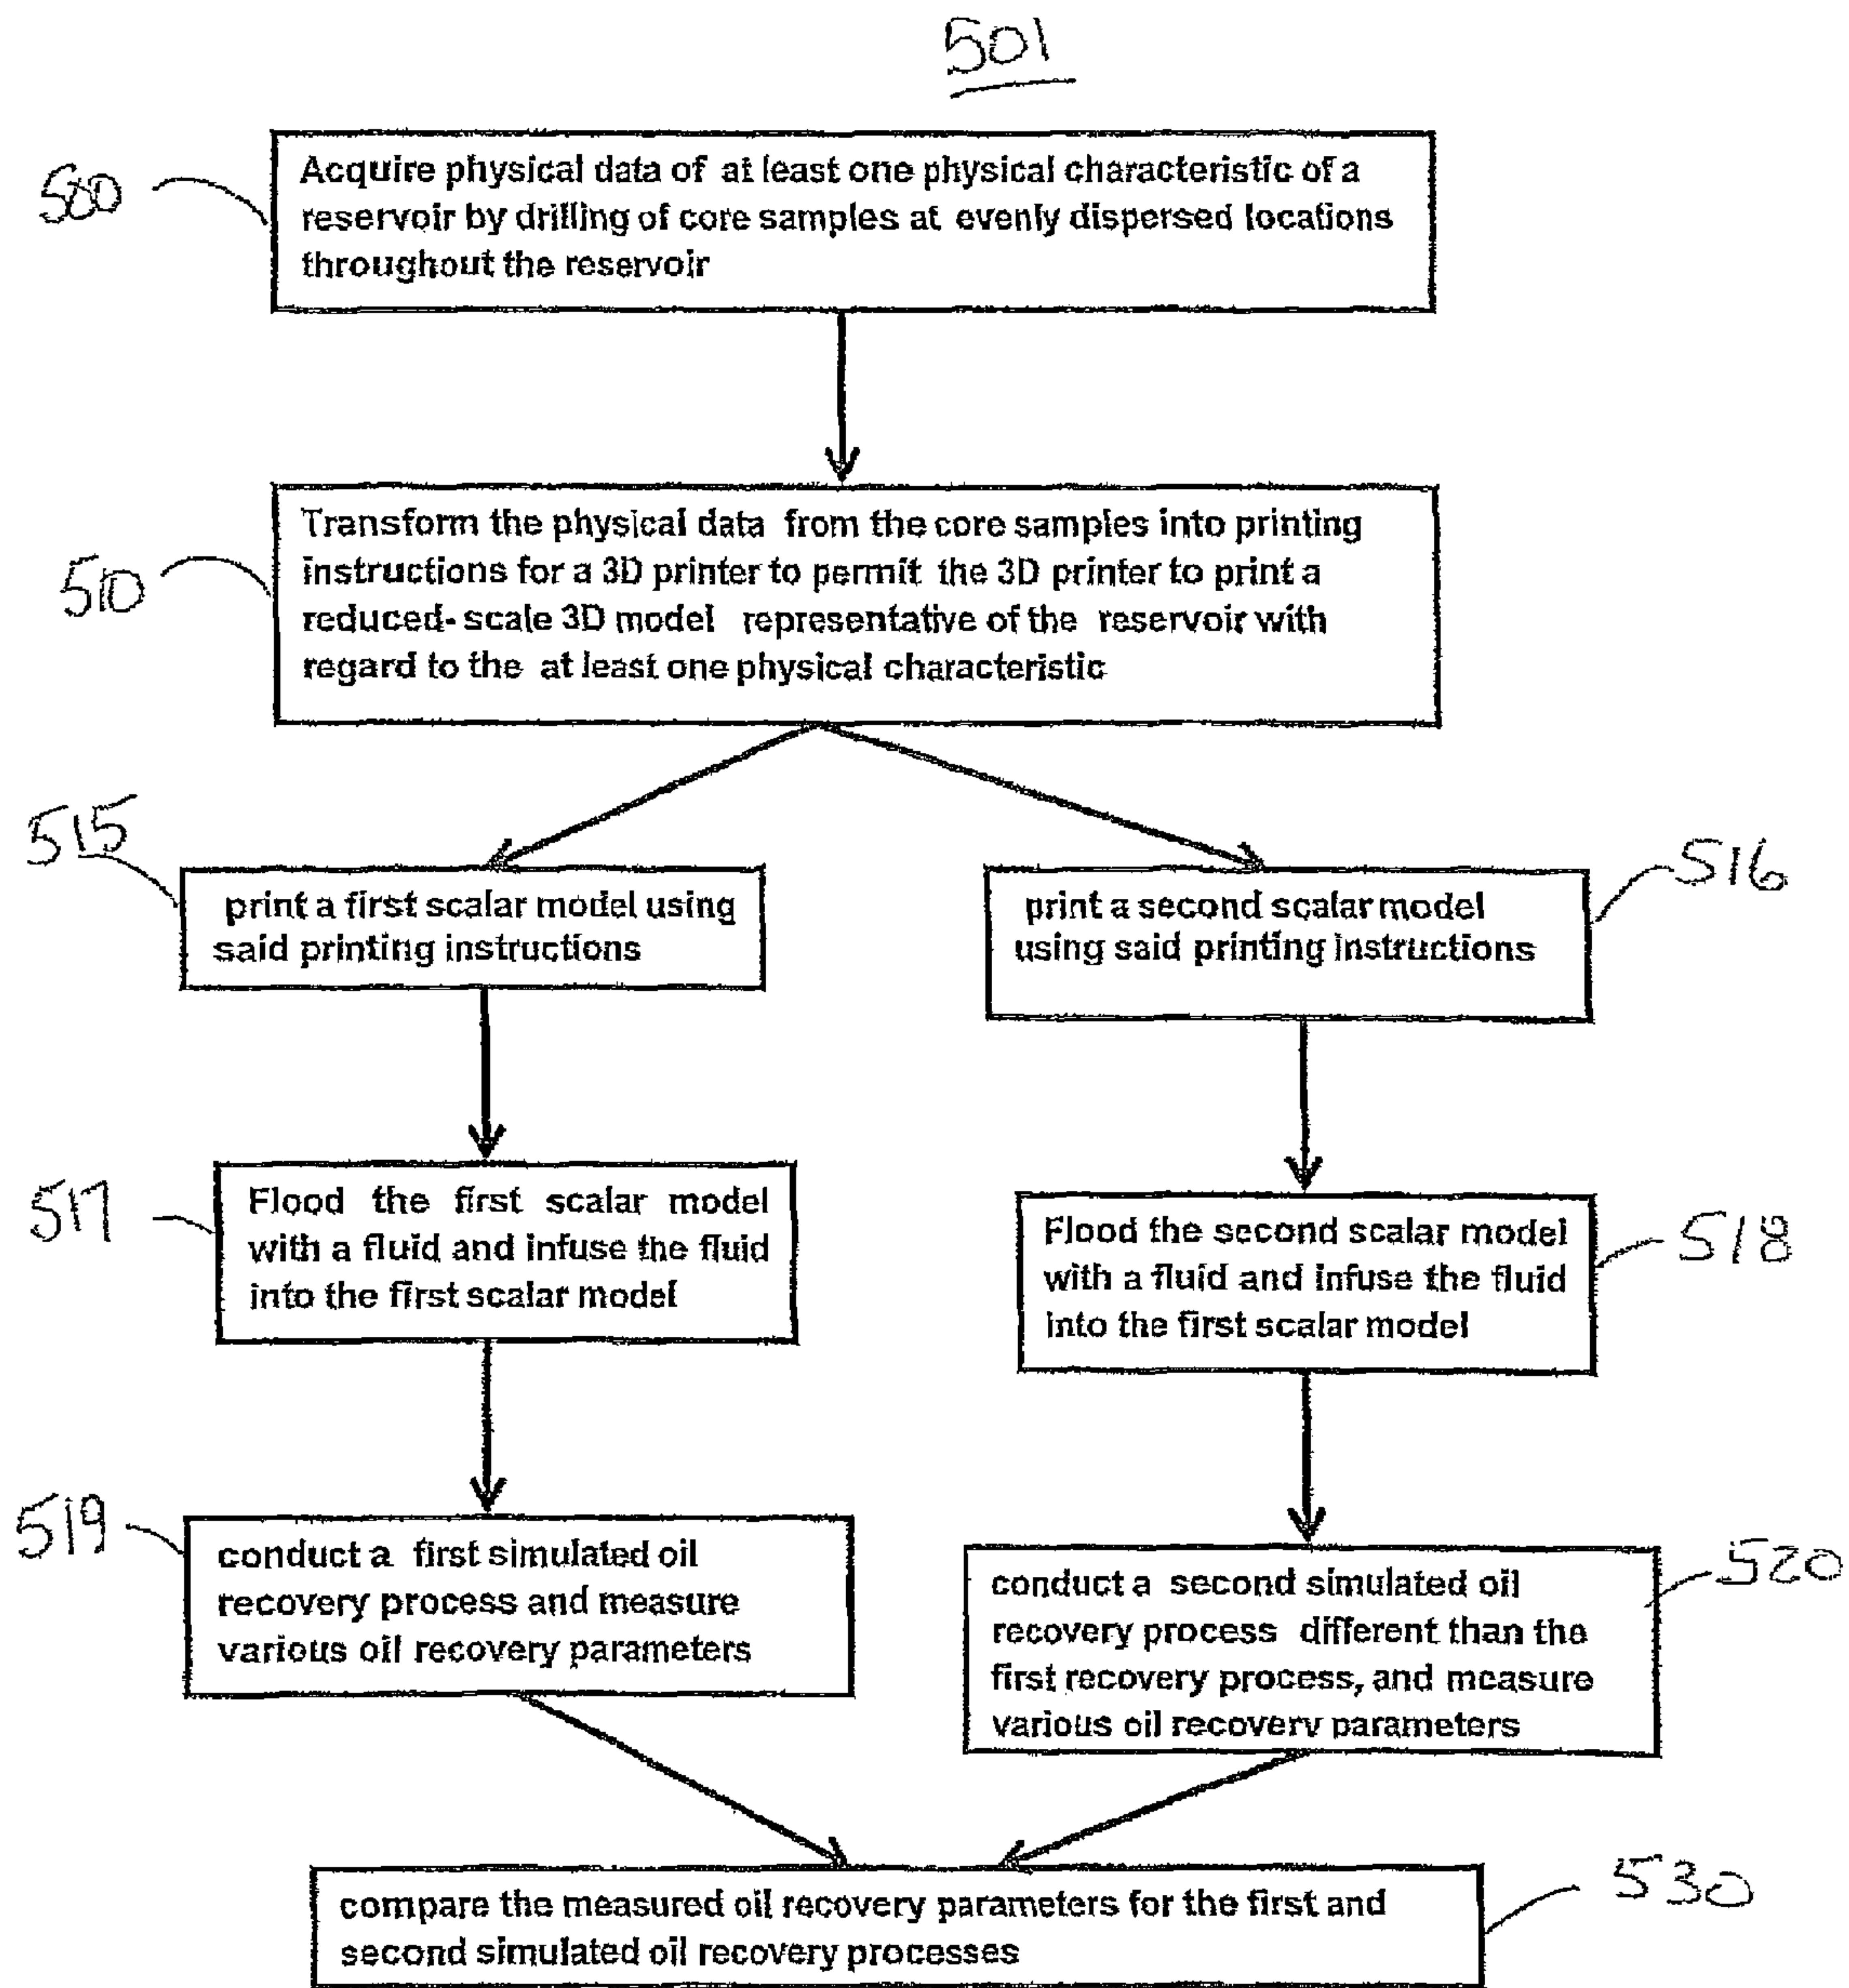 501
500
Acquire physical data of at least one physical characteristic of a
reservoir by drilling of core samples at evenly dispersed locations
throughout the reservoir
510
Transform the physical data from the core samples into printing
instructions for a 3D printer to permit the 3D printer to print a
reduced-scale 3D model representative of the reservoir with
regard to the at least one physical characteristic
515
print a first scalar model using
said printing instructions
516
print a second scalar model
using said printing instructions
517
Flood the first scalar model
with a fluid and infuse the fluid
into the first scalar model
518
Flood the second scalar model
with a fluid and infuse the fluid
into the first scalar model
519
conduct a first simulated oil
recovery process and measure
various oil recovery parameters
520
conduct a second simulated oil
recovery process different than the
first recovery process, and measure
various oil recovery parameters
530
compare the measured oil recovery parameters for the first and
second simulated oil recovery processes